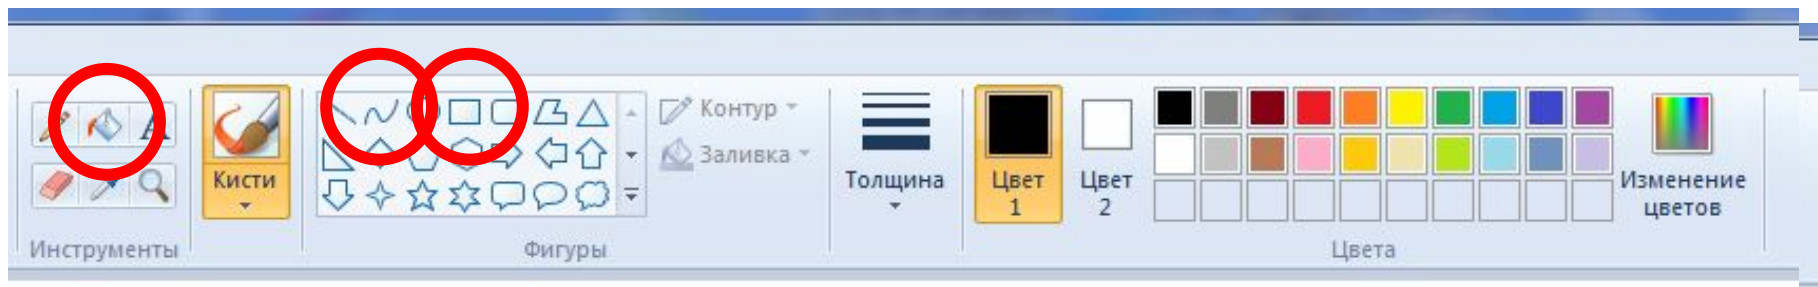 Контур
Заливка
Кисти
Толщина
Цвет
1
Цвет
2
Изменение
цветов
Инструменты
Фигуры
Цвета